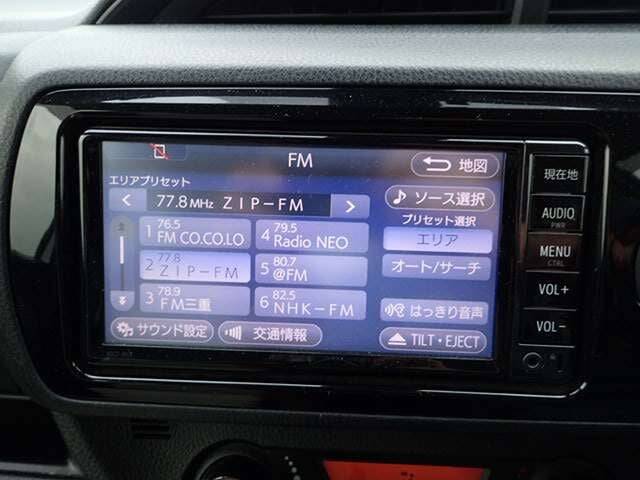 FM
地図
エリアプリセット
77.8 MHz ZIP-FM
ソース選択
プリセット選択
1 76.5 FM CO.CO.LO
4 79.5 Radio NEO
エリア
2 77.8 ZIP-FM
5 80.7 @FM
オート/サーチ
3 78.9 FM三重
6 82.5 NHK-FM
はっきり音声
サウンド設定
交通情報
TILT・EJECT
現在地
AUDIO
PWR
MENU
CTRL
VOL+
VOL-